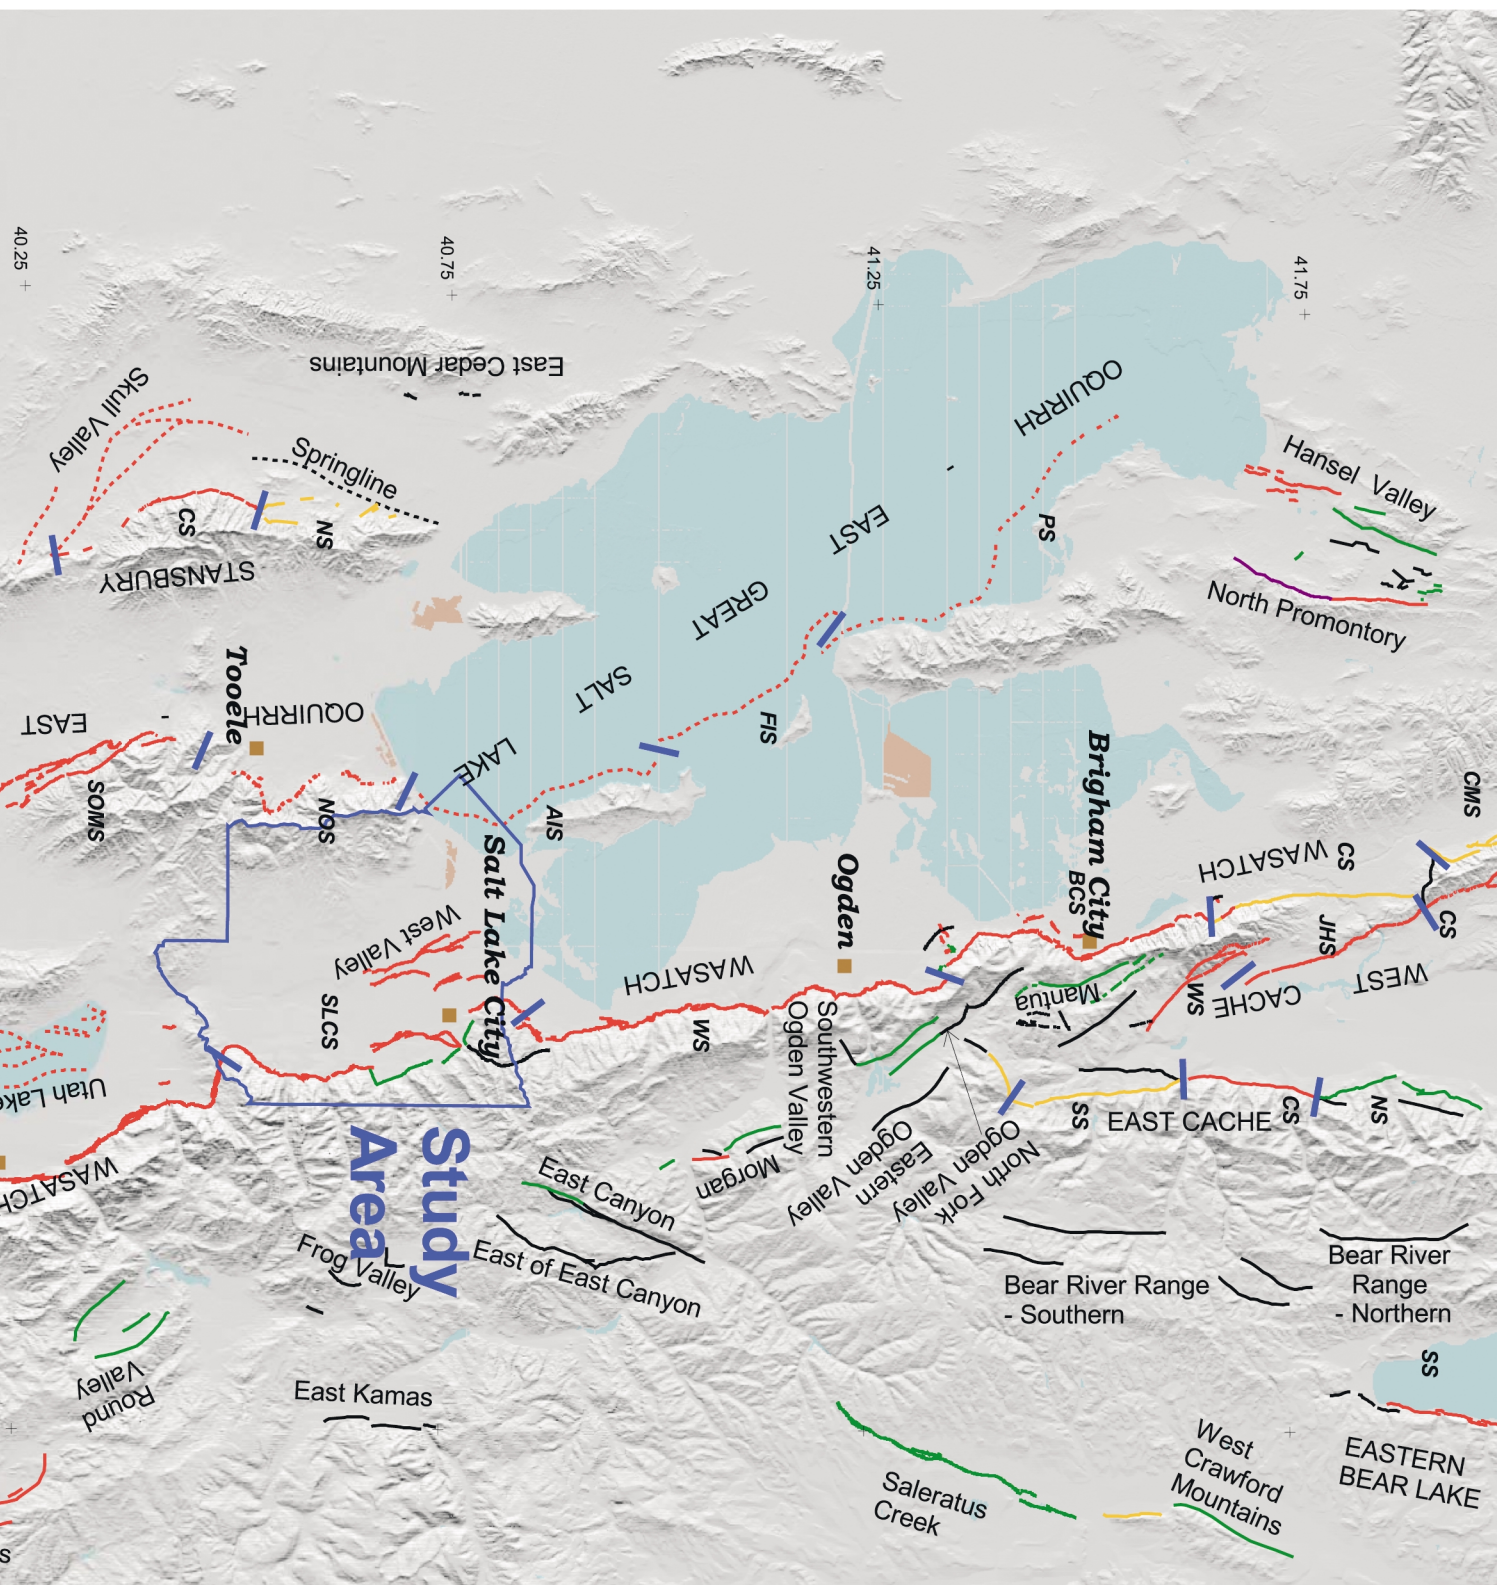 40.25
40.75
41.25
41.75
East Cedar Mountains
Skull Valley
Springline
CS
NS
STANSBURY
OQUIRRH
EAST
GREAT
SALT
LAKE
PS
FIS
AIS
Hansel Valley
North Promontory
Tooele
OQUIRRH
EAST
SOMS
NOS
Salt Lake City
West Valley
SLCS
Ogden
WASATCH
WS
Brigham City
BCS
WASATCH
CS
CMS
CS
JHS
WEST
CACHE
WS
Mantua
Utah Lake
WASATCH
Southwestern
Ogden Valley
Morgan
Eastern
Ogden Valley
North Fork
Ogden Valley
SS
EAST CACHE
CS
NS
Study
Area
East Canyon
East of East Canyon
Frog Valley
Bear River Range
- Southern
Bear River
Range
- Northern
SS
Round
Valley
East Kamas
Saleratus
Creek
West
Crawford
Mountains
EASTERN
BEAR LAKE
s